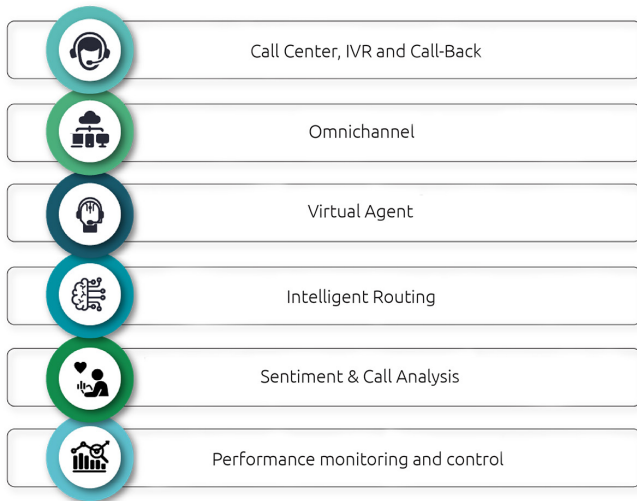 Call Center, IVR and Call-Back
Omnichannel
Virtual Agent
Intelligent Routing
Sentiment & Call Analysis
Performance monitoring and control